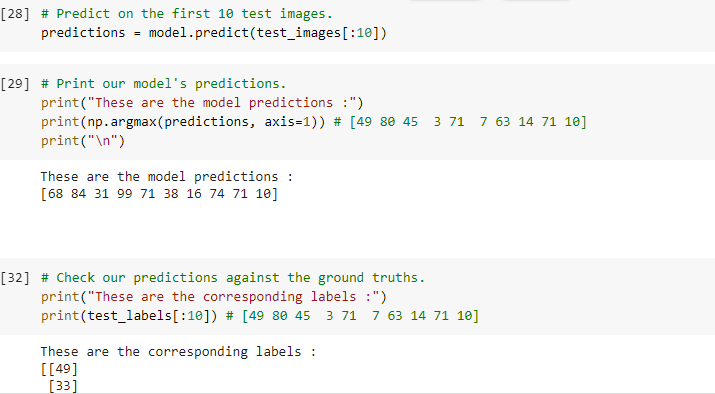 [28] # Predict on the first 10 test images.
predictions = model.predict(test_images[:10])
[29] # Print our model's predictions.
print("These are the model predictions :")
print(np.argmax(predictions, axis=1)) # [49 80 45  3 71  7 63 14 71 10]
print("\n")
These are the model predictions :
[68 84 31 99 71 38 16 74 71 10]
[32] # Check our predictions against the ground truths.
print("These are the corresponding labels :")
print(test_labels[:10]) # [49 80 45  3 71  7 63 14 71 10]
These are the corresponding labels :
[[49]
[33]